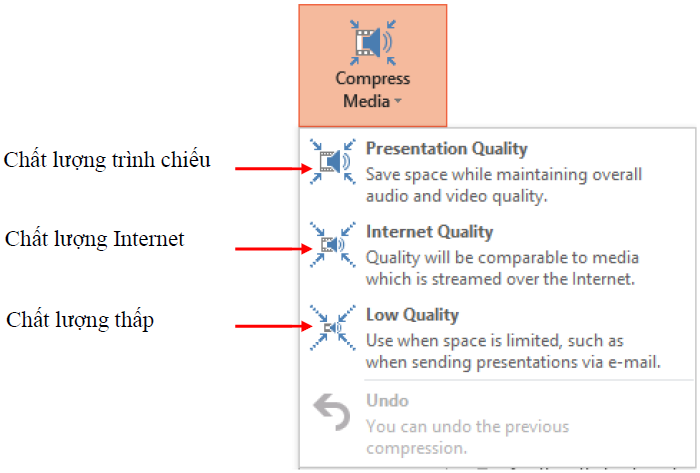 Compress
Media
Chất lượng trình chiếu
Presentation Quality
Save space while maintaining overall
audio and video quality.
Chất lượng Internet
Internet Quality
Quality will be comparable to media
which is streamed over the Internet.
Chất lượng thấp
Low Quality
Use when space is limited, such as
when sending presentations via e-mail.
Undo
You can undo the previous
compression.